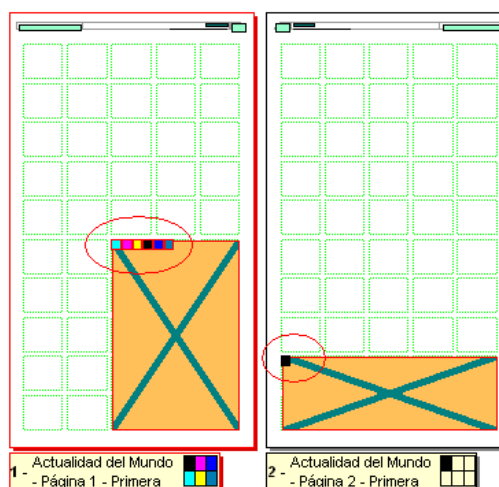 1 - Actualidad del Mundo
- Página 1 - Primera
2 - Actualidad del Mundo
- Página 2 - Primera